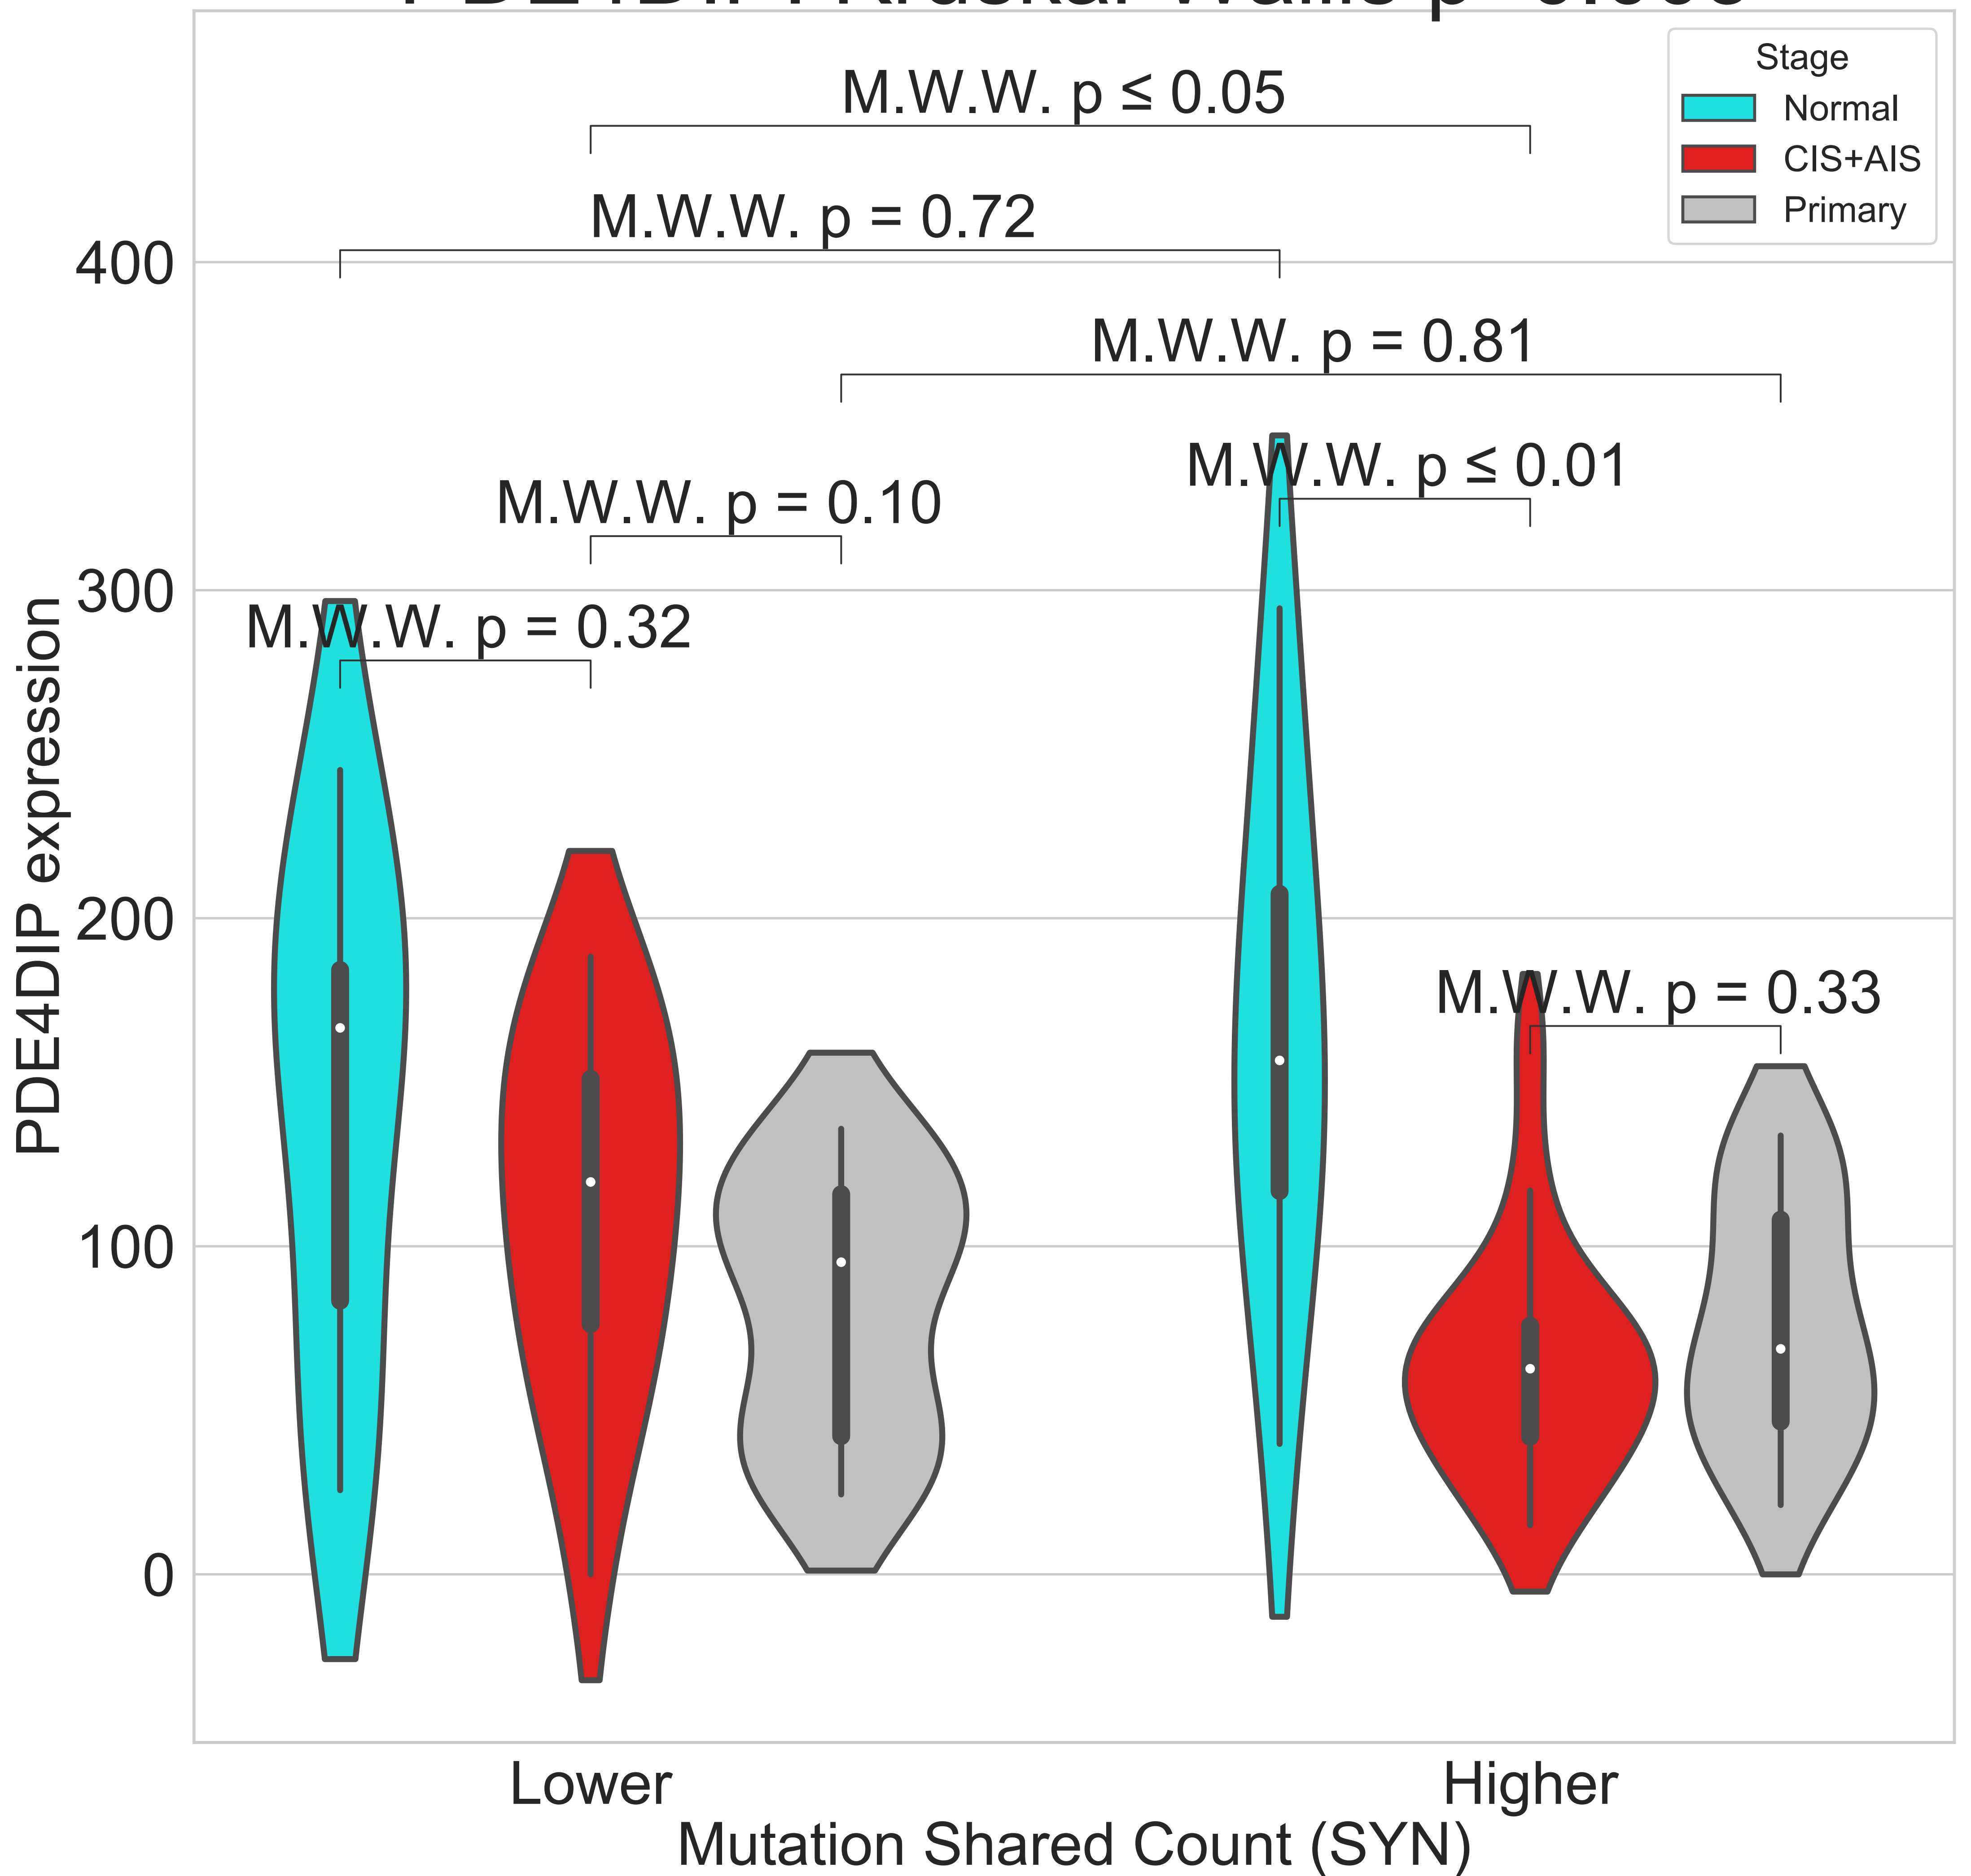 Stage
Normal
CIS+AIS
Primary
M.W.W. p ≤ 0.05
M.W.W. p = 0.72
M.W.W. p = 0.81
M.W.W. p ≤ 0.01
M.W.W. p = 0.10
M.W.W. p = 0.32
M.W.W. p = 0.33
400
300
200
100
0
PDE4DIP expression
Lower
Higher
Mutation Shared Count (SYN)